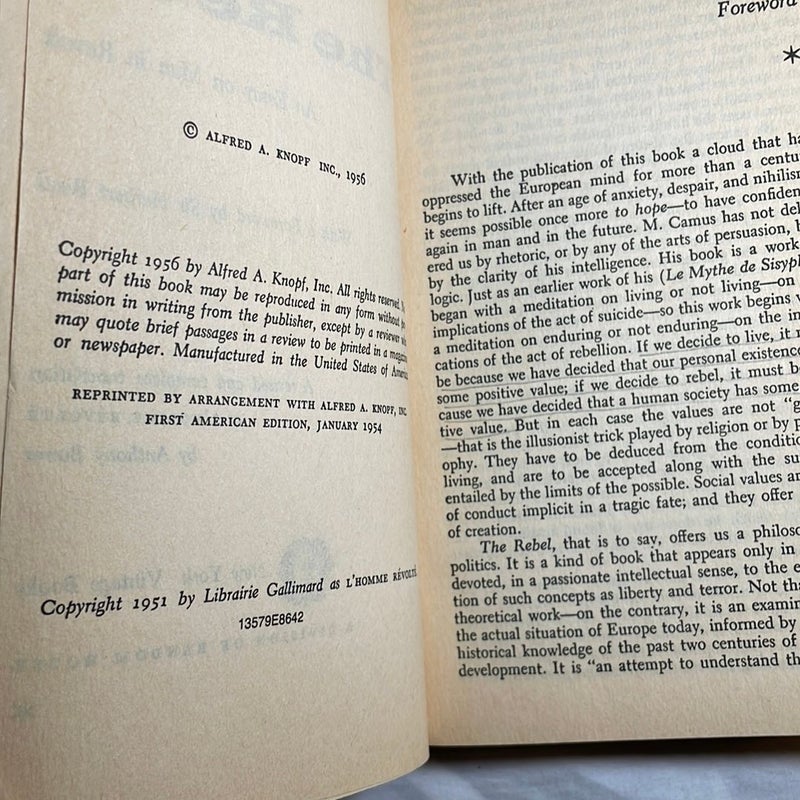 © ALFRED A. KNOPF INC., 1956
Copyright 1956 by Alfred A. Knopf, Inc. All rights reserved.
part of this book may be reproduced in any form without
mission in writing from the publisher, except by a reviewer
may quote brief passages in a review to be printed in a
or newspaper. Manufactured in the United States of
REPRINTED BY ARRANGEMENT WITH ALFRED A. KNOPF, INC.
FIRST AMERICAN EDITION, JANUARY 1954
Copyright 1951 by Librairie Gallimard as L'HOMME RÉVOLTÉ
13579E8642
Foreword
*
With the publication of this book a cloud that ha
oppressed the European mind for more than a centu
begins to lift. After an age of anxiety, despair, and nihilism
it seems possible once more to hope—to have confiden
again in man and in the future. M. Camus has not del
ered us by rhetoric, or by any of the arts of persuasion, b
by the clarity of his intelligence. His book is a work
logic. Just as an earlier work of his (Le Mythe de Sisyph
began with a meditation on living or not living—on
implications of the act of suicide—so this work begins w
a meditation on enduring or not enduring—on the im
cations of the act of rebellion. If we decide to live, it
be because we have decided that our personal existence
some positive value; if we decide to rebel, it must b
cause we have decided that a human society has some
tive value. But in each case the values are not "g
—that is the illusionist trick played by religion or by p
ophy. They have to be deduced from the conditio
living, and are to be accepted along with the su
entailed by the limits of the possible. Social values ar
of conduct implicit in a tragic fate; and they offer
of creation.
The Rebel, that is to say, offers us a philoso
politics. It is a kind of book that appears only in
devoted, in a passionate intellectual sense, to the e
tion of such concepts as liberty and terror. Not tha
theoretical work—on the contrary, it is an examin
the actual situation of Europe today, informed by
historical knowledge of the past two centuries of
development. It is "an attempt to understand th